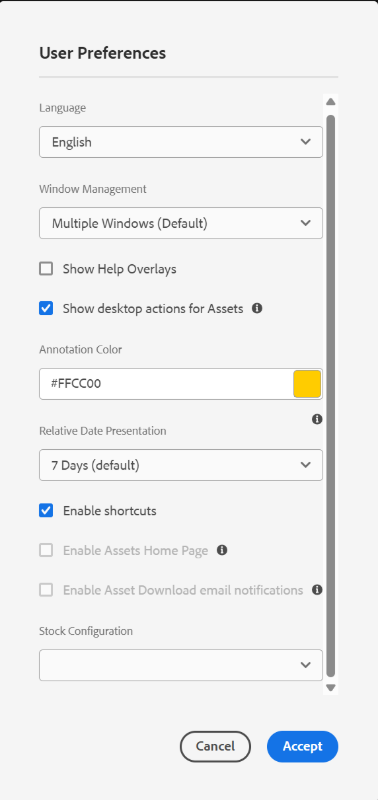 User Preferences
Language
English
Window Management
Multiple Windows (Default)
Show Help Overlays
Show desktop actions for Assets
Annotation Color
#FFCC00
Relative Date Presentation
7 Days (default)
Enable shortcuts
Enable Assets Home Page
Enable Asset Download email notifications
Stock Configuration
Cancel
Accept